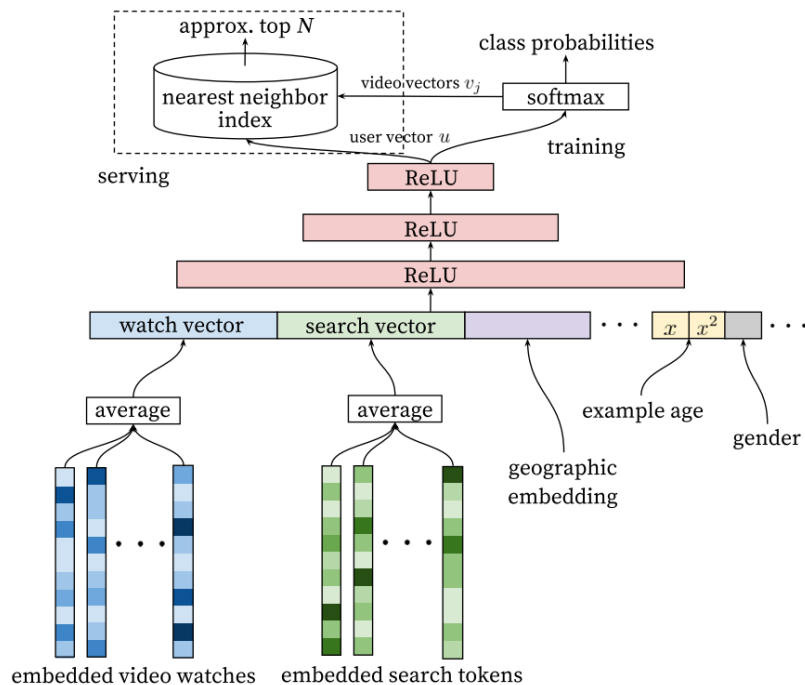 approx. top N
class probabilities
nearest neighbor
index
video vectors v_j
softmax
user vector u
training
serving
ReLU
ReLU
ReLU
watch vector
search vector
. . .
x
x²
. . .
average
average
example age
gender
geographic
embedding
. . .
. . .
embedded video watches
embedded search tokens